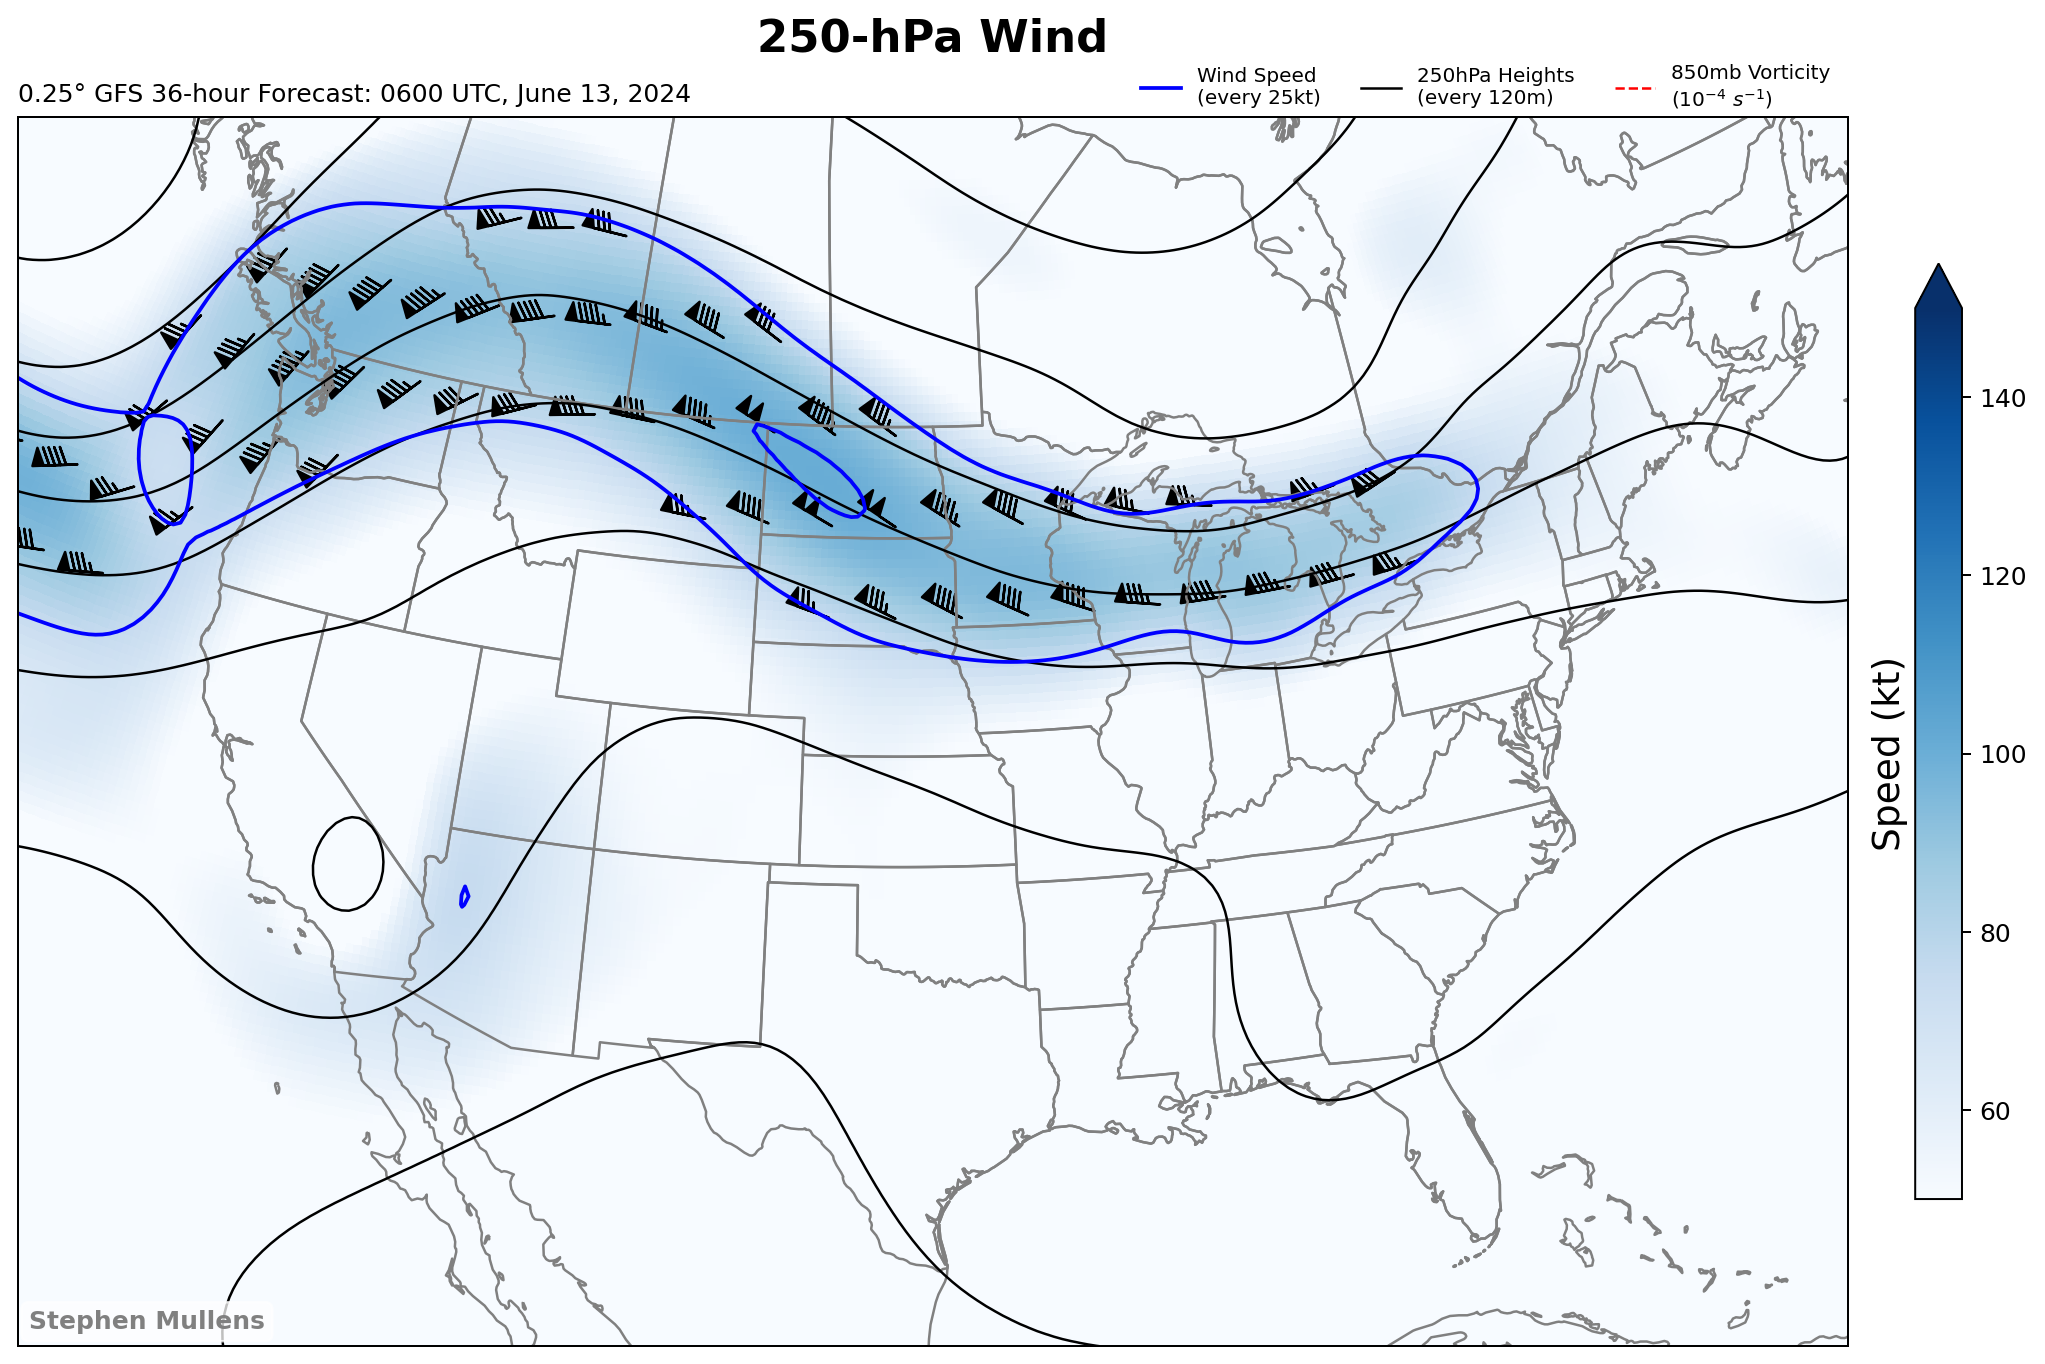 250-hPa Wind
0.25° GFS 36-hour Forecast: 0600 UTC, June 13, 2024
Wind Speed
(every 25kt)
250hPa Heights
(every 120m)
850mb Vorticity
(10⁻⁴ s⁻¹)
140
120
100
80
60
Speed (kt)
Stephen Mullens